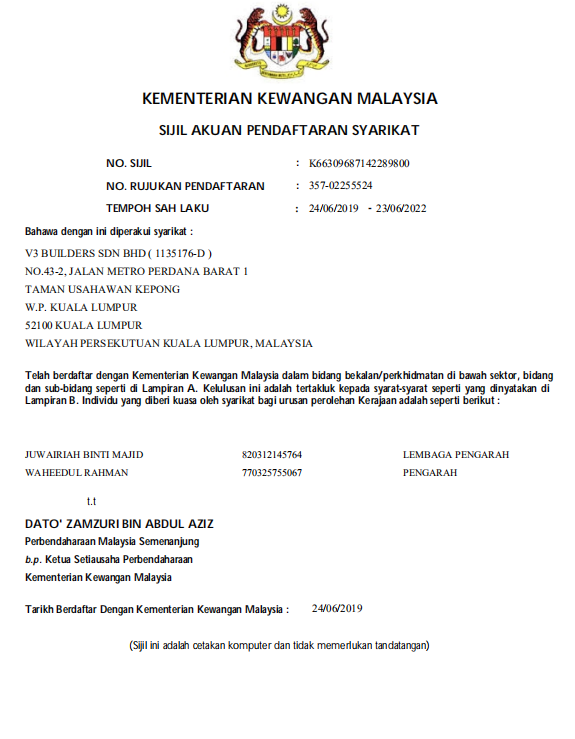 KEMENTERIAN KEWANGAN MALAYSIA
SIJIL AKUAN PENDAFTARAN SYARIKAT
NO. SIJIL : K66309687142289800
NO. RUJUKAN PENDAFTARAN : 357-02255524
TEMPOH SAH LAKU : 24/06/2019 - 23/06/2022
Bahawa dengan ini diperakui syarikat :
V3 BUILDERS SDN BHD ( 1135176-D )
NO.43-2, JALAN METRO PERDANA BARAT 1
TAMAN USAHAWAN KEPONG
W.P. KUALA LUMPUR
52100 KUALA LUMPUR
WILAYAH PERSEKUTUAN KUALA LUMPUR, MALAYSIA
Telah berdaftar dengan Kementerian Kewangan Malaysia dalam bidang bekalan/perkhidmatan di bawah sektor, bidang
dan sub-bidang seperti di Lampiran A. Kelulusan ini adalah tertakluk kepada syarat-syarat seperti yang dinyatakan di
Lampiran B. Individu yang diberi kuasa oleh syarikat bagi urusan perolehan Kerajaan adalah seperti berikut :
JUWAIRIAH BINTI MAJID 820312145764 LEMBAGA PENGARAH
WAHEEDUL RAHMAN 770325755067 PENGARAH
t.t
DATO' ZAMZURI BIN ABDUL AZIZ
Perbendaharaan Malaysia Semenanjung
b.p. Ketua Setiausaha Perbendaharaan
Kementerian Kewangan Malaysia
Tarikh Berdaftar Dengan Kementerian Kewangan Malaysia : 24/06/2019
(Sijil ini adalah cetakan komputer dan tidak memerlukan tandatangan)